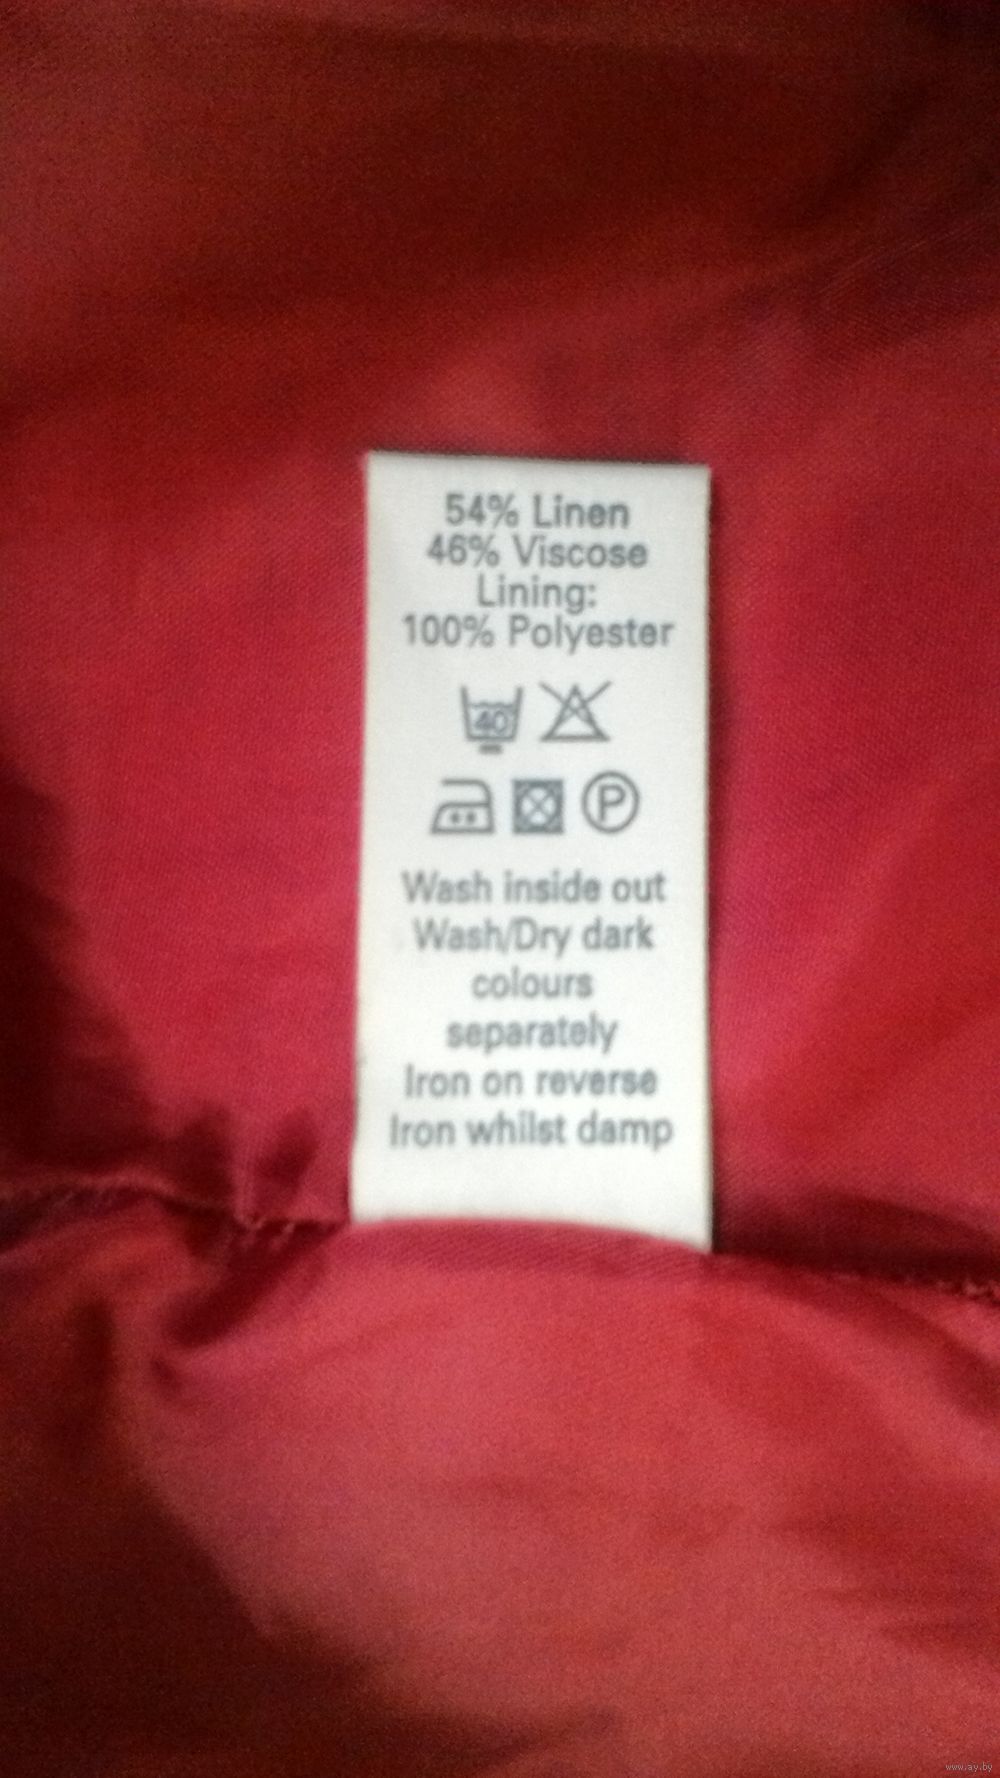 54% Linen
46% Viscose
Lining:
100% Polyester
40
P
Wash inside out
Wash/Dry dark
colours
separately
Iron on reverse
Iron whilst damp
www.ay.by